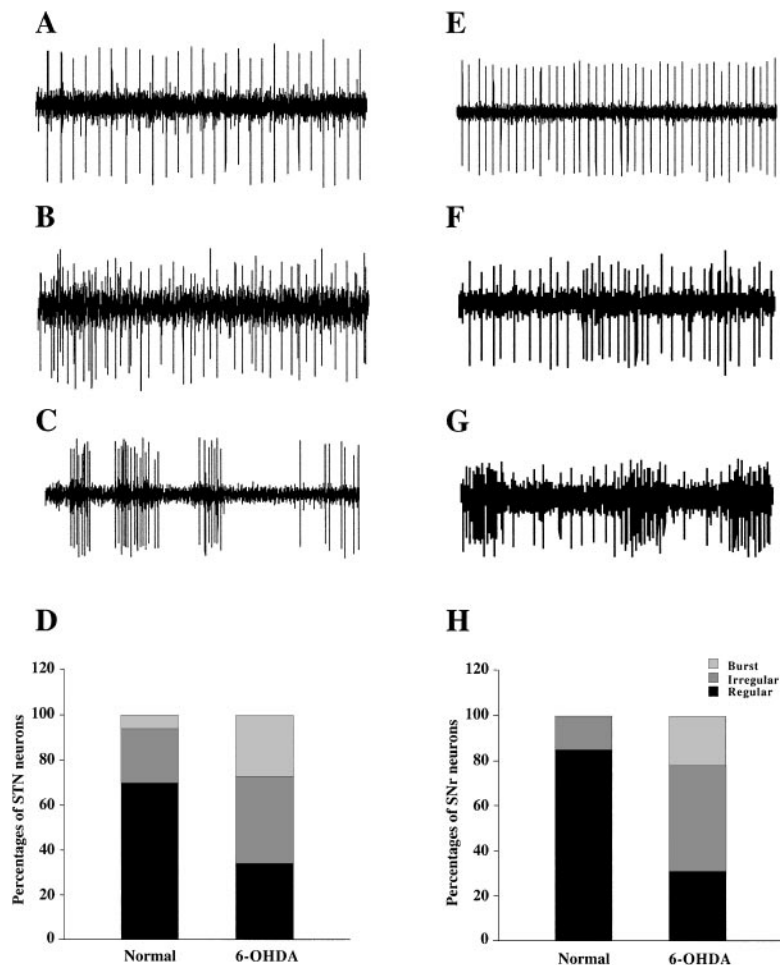 A
B
C
D
120
100
80
60
40
20
0
Percentages of STN neurons
Normal
6-OHDA
E
F
G
H
Burst
Irregular
Regular
120
100
80
60
40
20
0
Percentages of SNr neurons
Normal
6-OHDA